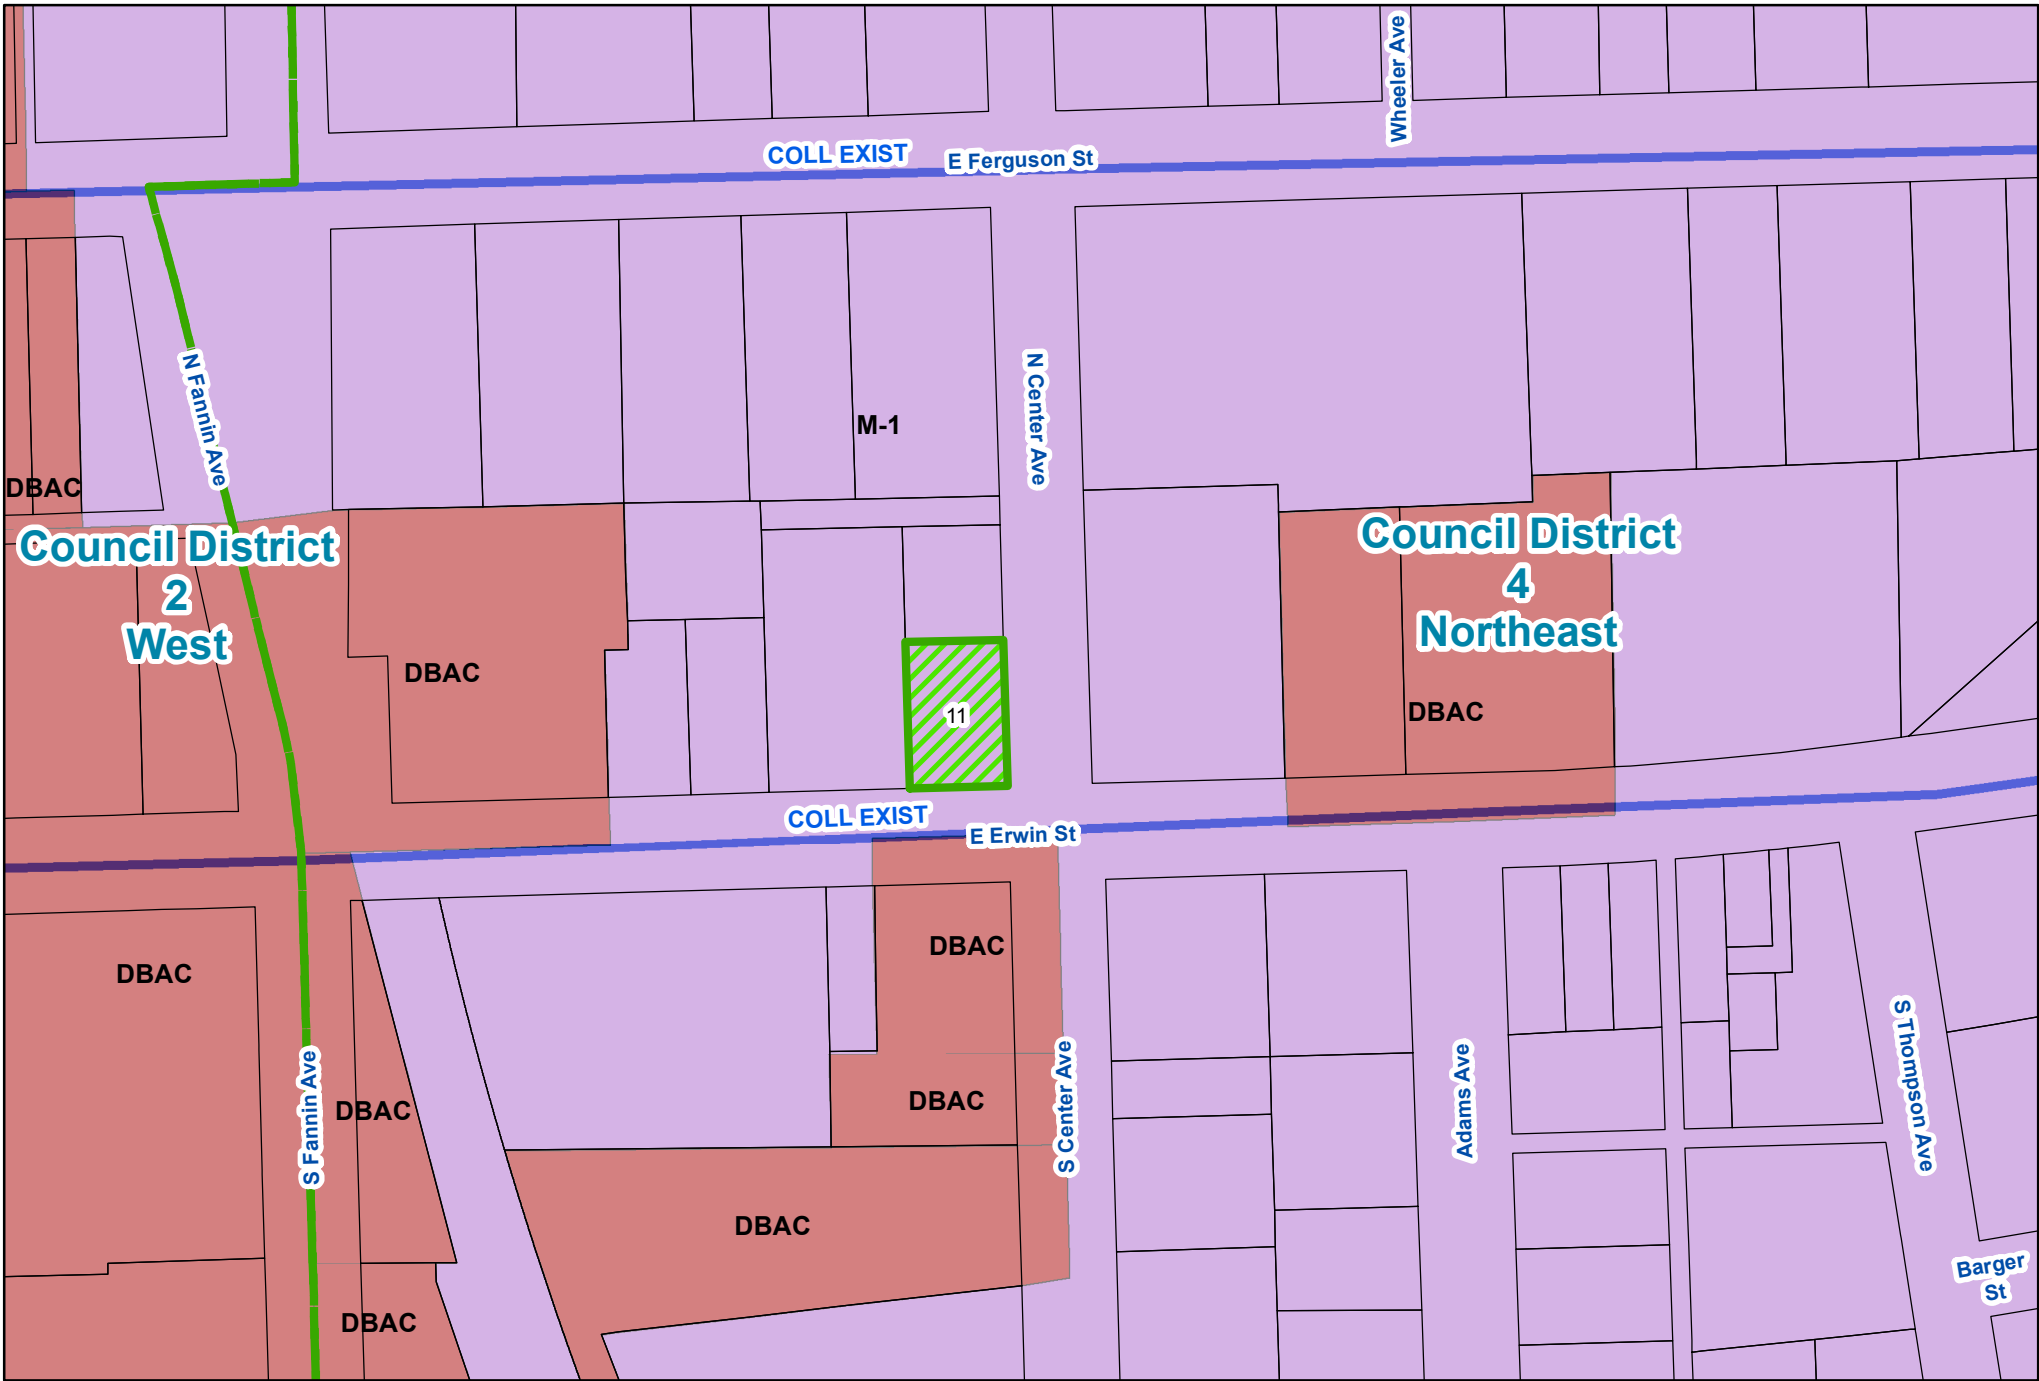 Wheeler Ave
COLL EXIST
E Ferguson St
N Fannin Ave
N Center Ave
M-1
DBAC
Council District
2
West
Council District
4
Northeast
DBAC
11
DBAC
COLL EXIST
E Erwin St
DBAC
DBAC
S Fannin Ave
DBAC
DBAC
S Center Ave
Adams Ave
S Thompson Ave
DBAC
Barger
St
DBAC